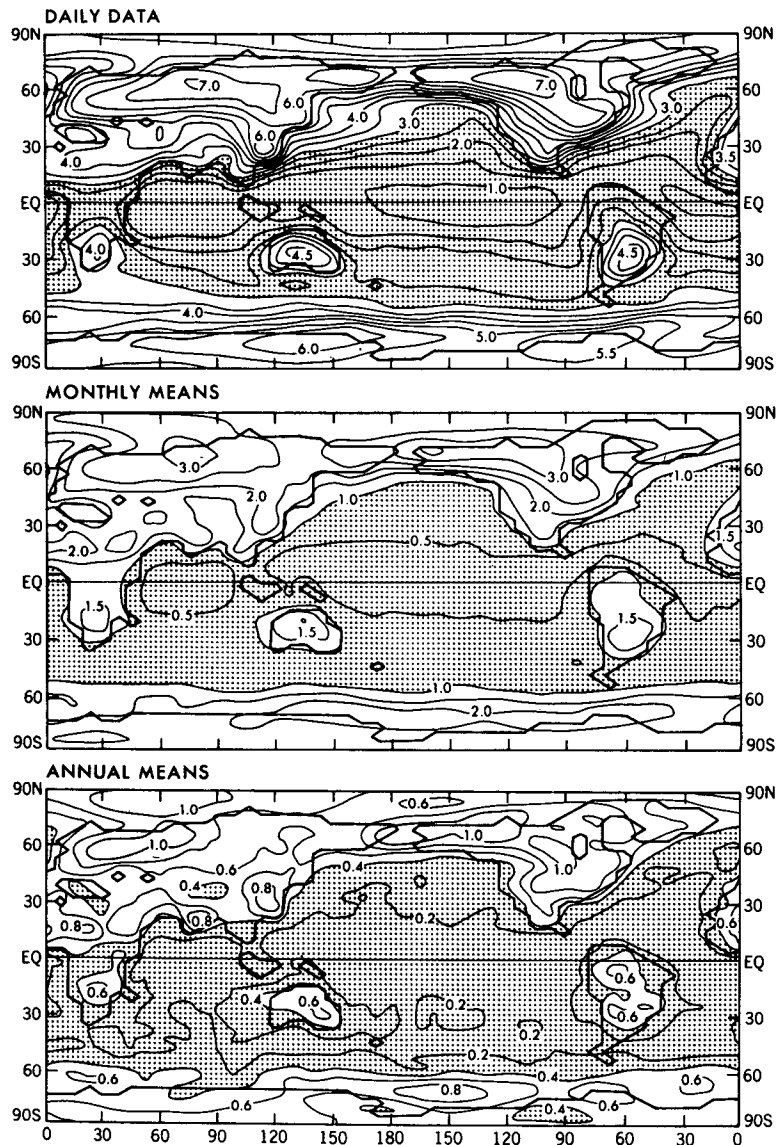 DAILY DATA
90N 90N
7.0 7.0
60 6.0 60
4.0 3.0
6.0 3.0
30 2.0 3.5 30
4.0
1.0
EQ EQ
4.0 4.5 4.5
30 30
60 4.0 60
5.0
6.0 5.5
90S 90S
MONTHLY MEANS
90N 90N
60 3.0 3.0 1.0 60
2.0 1.0 2.0
30 1.5 30
2.0 0.5
EQ EQ
1.5 0.5
1.5 1.5
30 30
60 1.0 60
2.0
90S 90S
ANNUAL MEANS
90N 90N
1.0 0.6
60 1.0 1.0 60
0.6 0.4 1.0
0.4 0.8
30 0.2 30
0.8 0.8 0.6
EQ EQ
0.6 0.6
0.4 0.6 0.2 0.6
30 0.2 30
0.2
60 0.6 0.4 0.6 60
0.8
0.6 0.4 0.6
90S 90S
0 30 60 90 120 150 180 150 120 90 60 30 0